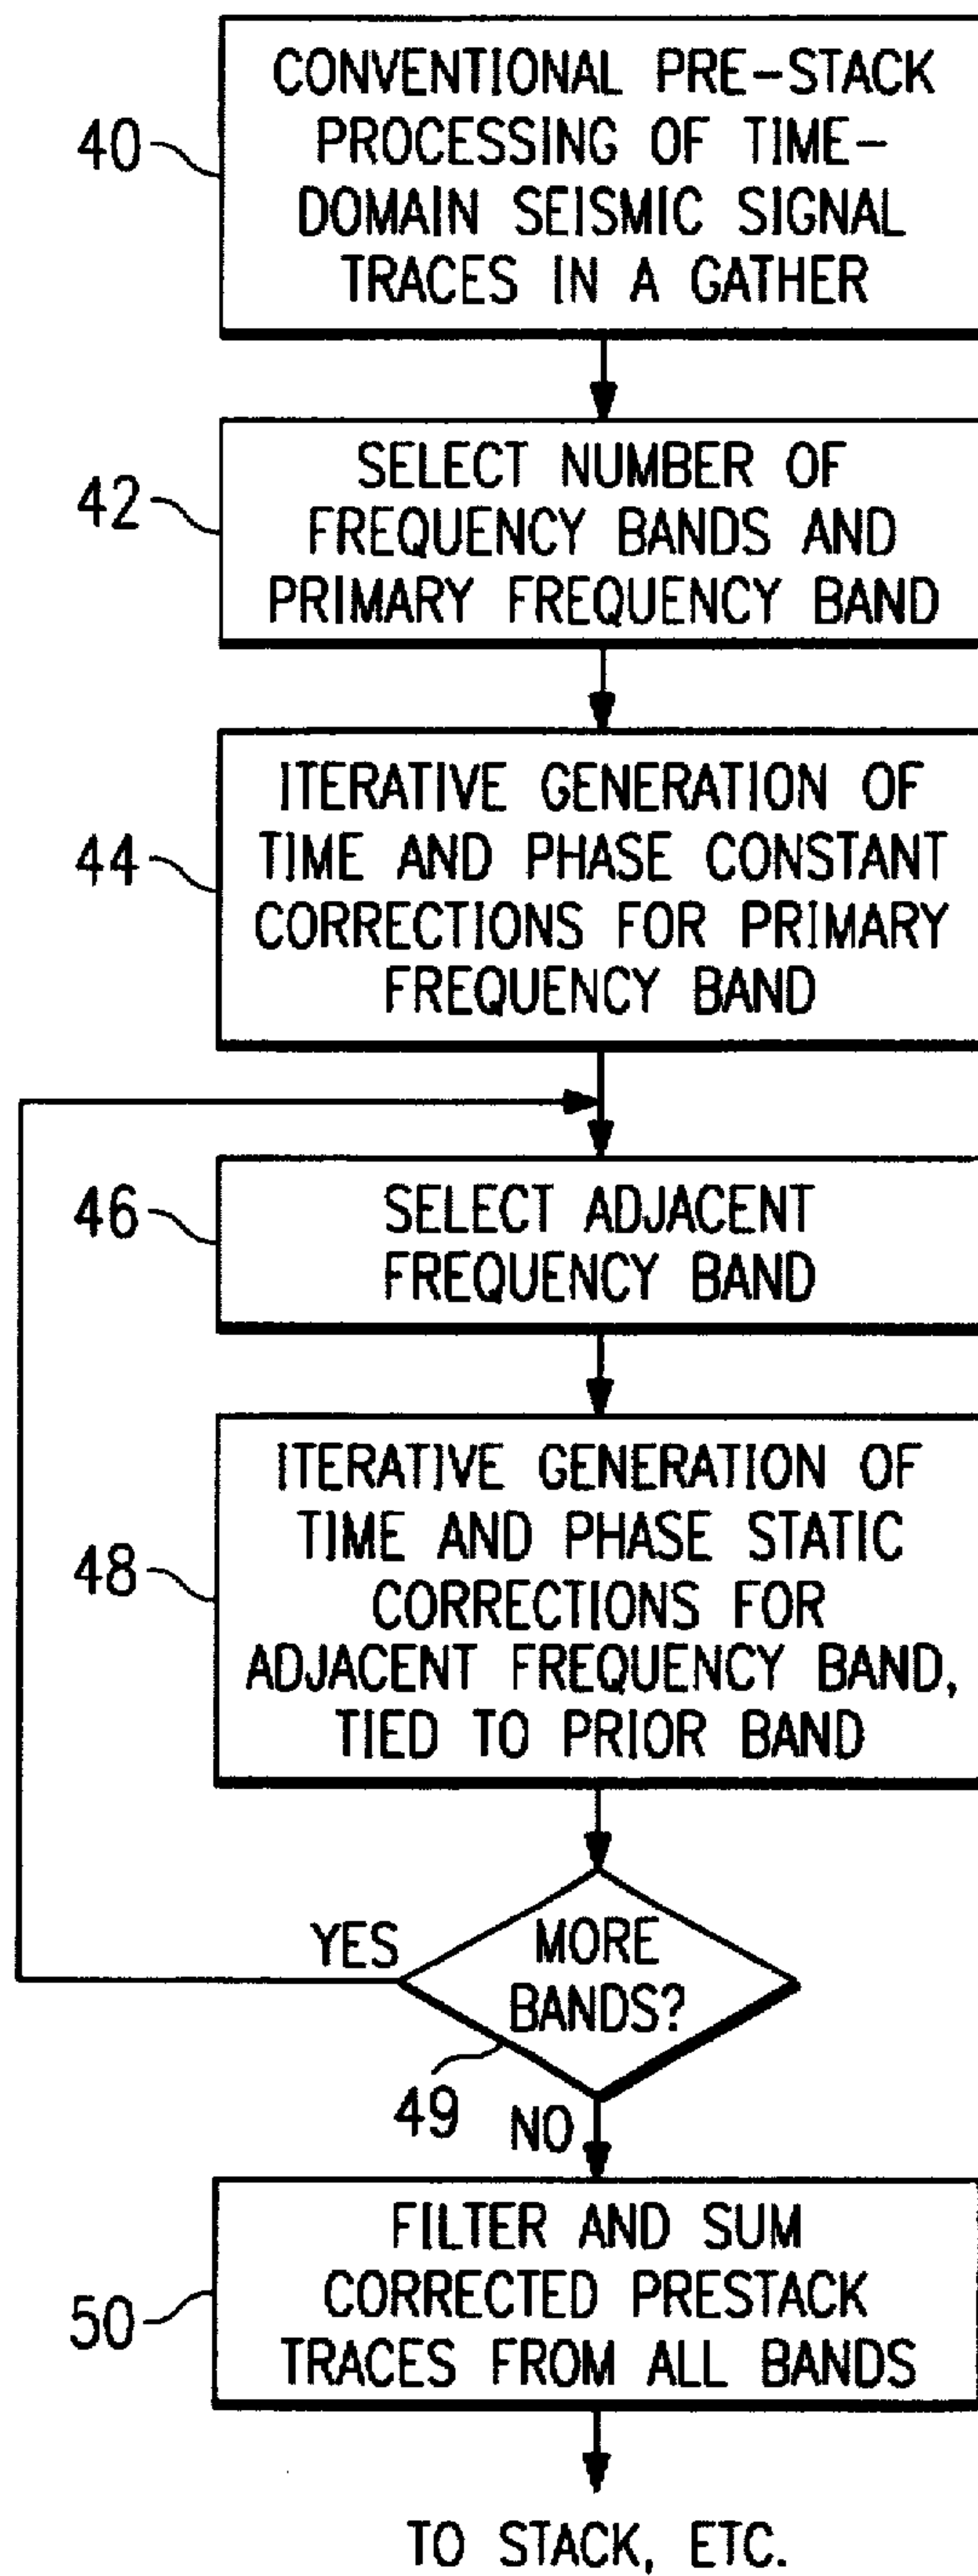 CONVENTIONAL PRE-STACK
PROCESSING OF TIME-
DOMAIN SEISMIC SIGNAL
TRACES IN A GATHER
40
SELECT NUMBER OF
FREQUENCY BANDS AND
PRIMARY FREQUENCY BAND
42
ITERATIVE GENERATION OF
TIME AND PHASE CONSTANT
CORRECTIONS FOR PRIMARY
FREQUENCY BAND
44
SELECT ADJACENT
FREQUENCY BAND
46
ITERATIVE GENERATION OF
TIME AND PHASE STATIC
CORRECTIONS FOR
ADJACENT FREQUENCY BAND,
TIED TO PRIOR BAND
48
YES
MORE
BANDS?
49
NO
FILTER AND SUM
CORRECTED PRESTACK
TRACES FROM ALL BANDS
50
TO STACK, ETC.